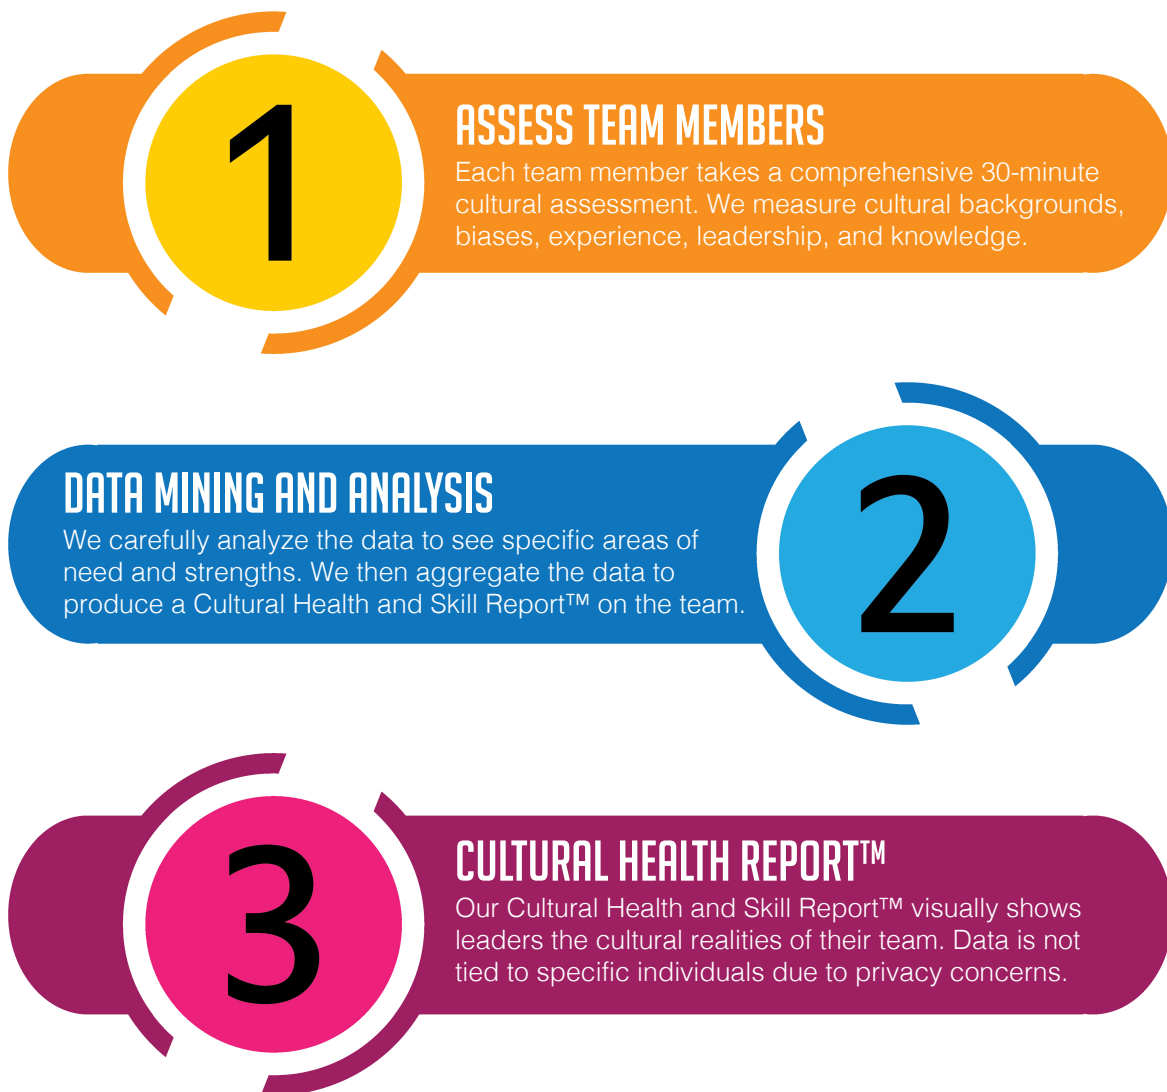 1
ASSESS TEAM MEMBERS
Each team member takes a comprehensive 30-minute
cultural assessment. We measure cultural backgrounds,
biases, experience, leadership, and knowledge.
DATA MINING AND ANALYSIS
We carefully analyze the data to see specific areas of
need and strengths. We then aggregate the data to
produce a Cultural Health and Skill Report™ on the team.
2
3
CULTURAL HEALTH REPORT™
Our Cultural Health and Skill Report™ visually shows
leaders the cultural realities of their team. Data is not
tied to specific individuals due to privacy concerns.